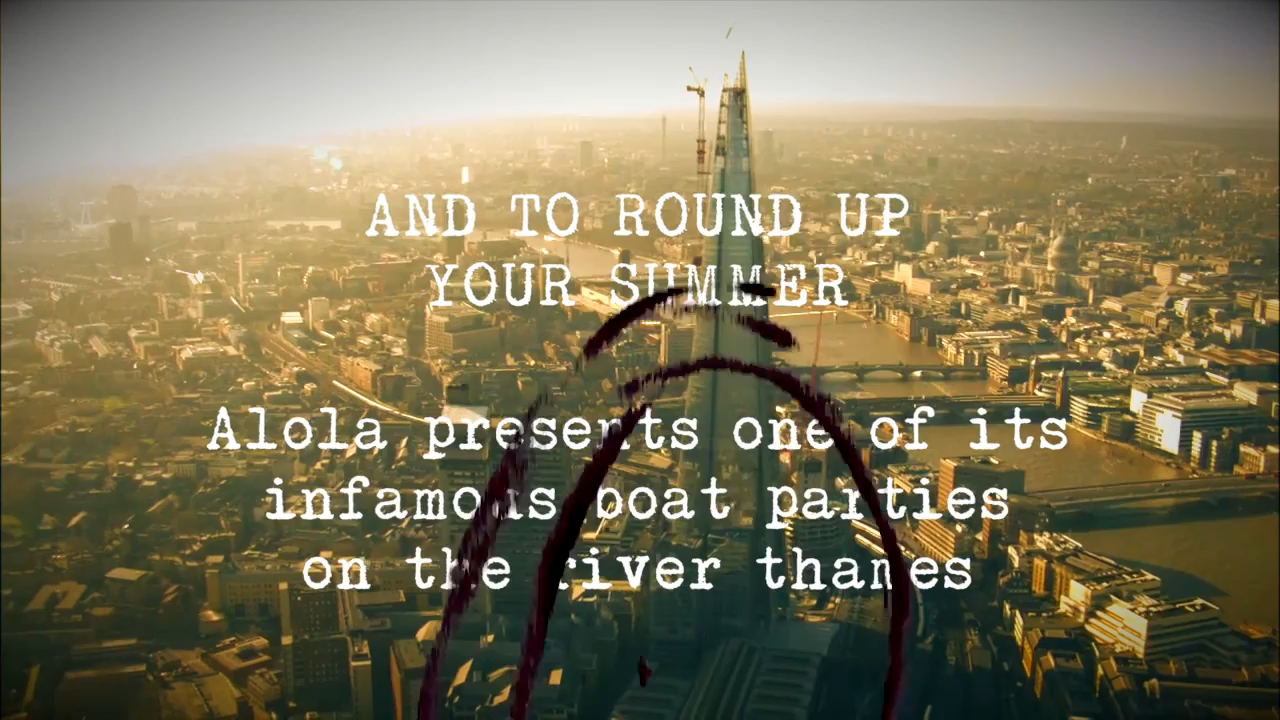 AND TO ROUND UP
YOUR SUMMER
Alola presents one of its
infamous boat parties
on the river thames